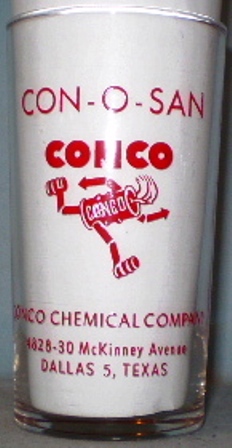 CON-O-SAN
CONCO
CONCO
CONCO CHEMICAL COMPANY
4828-30 McKinney Avenue
DALLAS 5, TEXAS